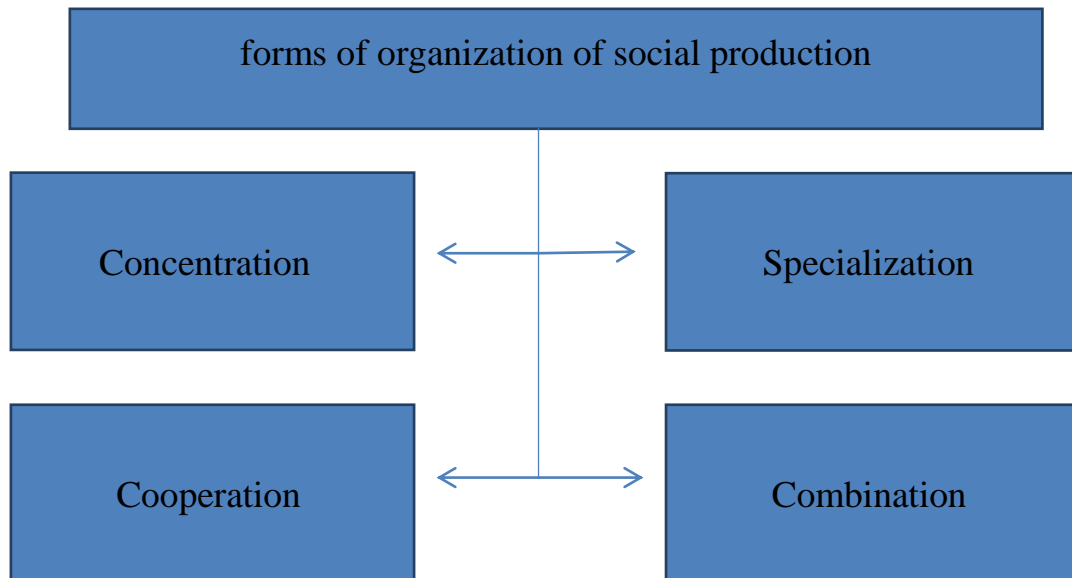 forms of organization of social production
Concentration
Specialization
Cooperation
Combination